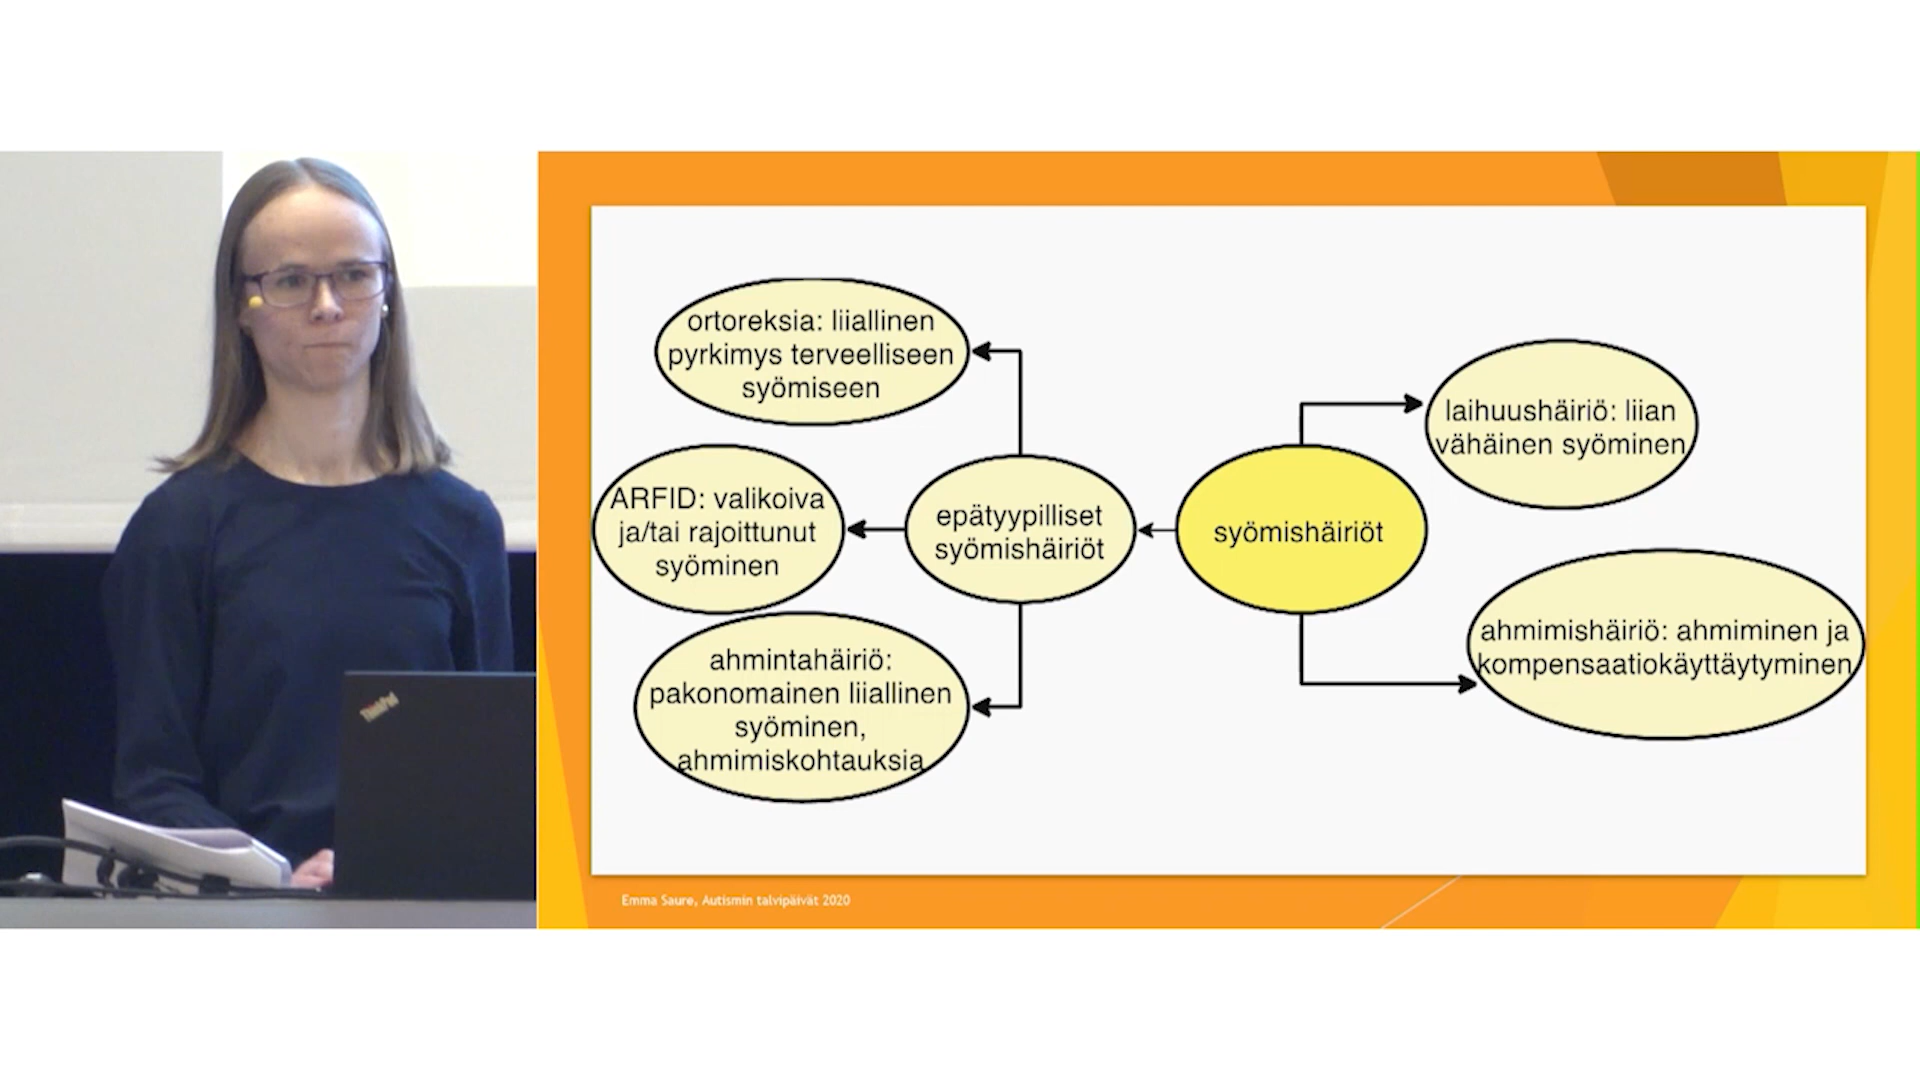 ortoreksia: liiallinen
pyrkimys terveelliseen
syömiseen
ARFID: valikoiva
ja/tai rajoittunut
syöminen
ahmintahäiriö:
pakonomainen liiallinen
syöminen,
ahmimiskohtauksia
epätyypilliset
syömishäiriöt
syömishäiriöt
laihuushäiriö: liian
vähäinen syöminen
ahmimishäiriö: ahmiminen ja
kompensaatiokäyttäytyminen
Emma Saure, Autismin talvipäivät 2020
ThinkPad